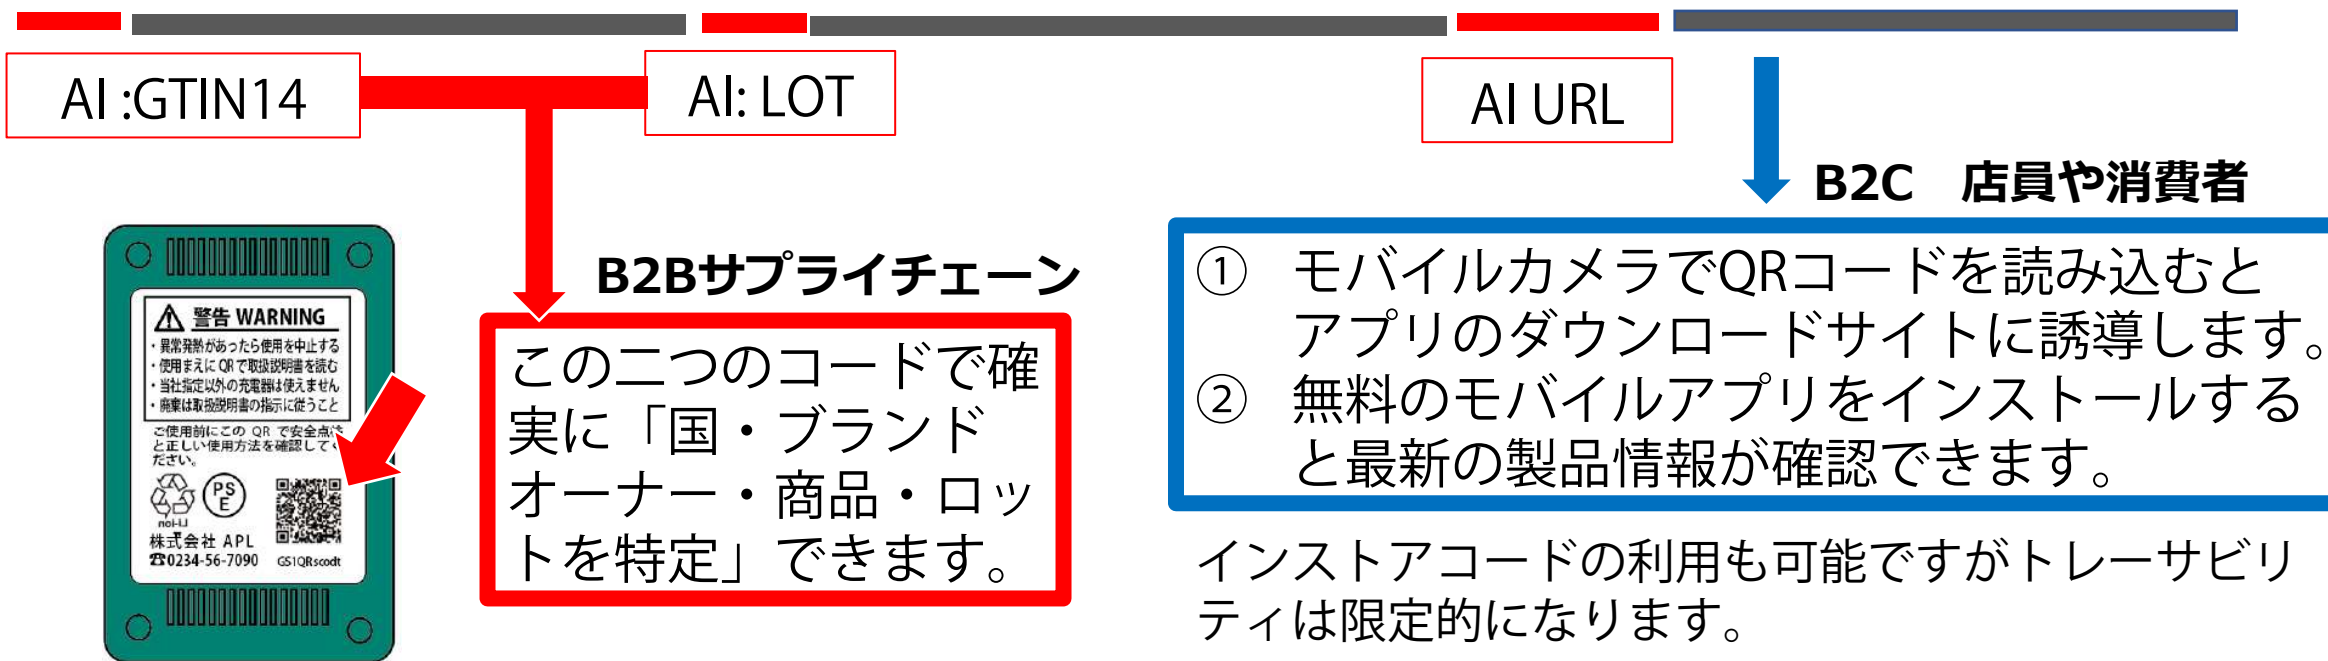 AI :GTIN14
AI: LOT
AI URL
B2C 店員や消費者
B2Bサプライチェーン
この二つのコードで確
実に「国・ブランド
オーナー・商品・ロッ
トを特定」できます。
① モバイルカメラでQRコードを読み込むと
アプリのダウンロードサイトに誘導します。
② 無料のモバイルアプリをインストールする
と最新の製品情報が確認できます。
インストアコードの利用も可能ですがトレーサビリ
ティは限定的になります。
警告 WARNING
・異常発熱があったら使用を中止する
・使用まえに QR で取扱説明書を読む
・当社指定以外の充電器は使えません
・廃棄は取扱説明書の指示に従うこと
ご使用前にこの QR で安全点
と正しい使用方法を確認して
ださい。
PS
E
株式会社 APL
☎0234-56-7090
GS1QRscodt